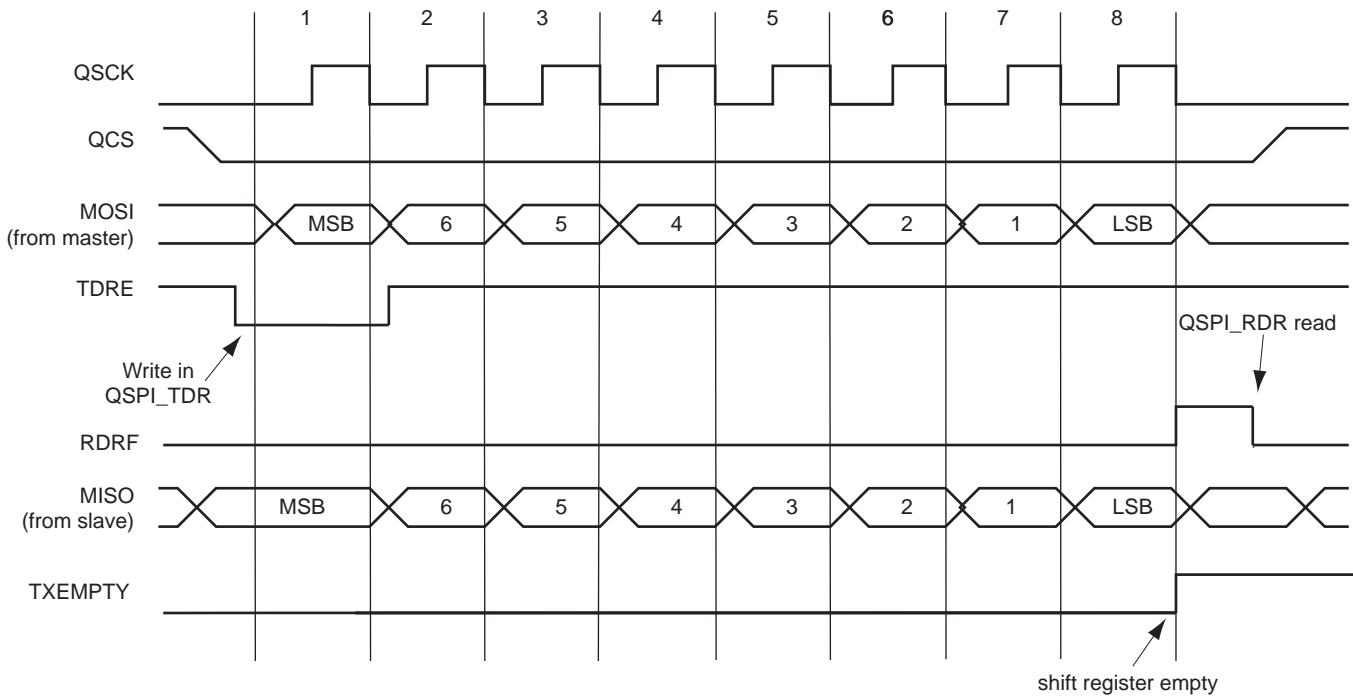 1 2 3 4 5 6 7 8
QSCK
QCS
MOSI
(from master)
MSB 6 5 4 3 2 1 LSB
TDRE
QSPI_RDR read
Write in
QSPI_TDR
RDRF
MISO
(from slave)
MSB 6 5 4 3 2 1 LSB
TXEMPTY
shift register empty